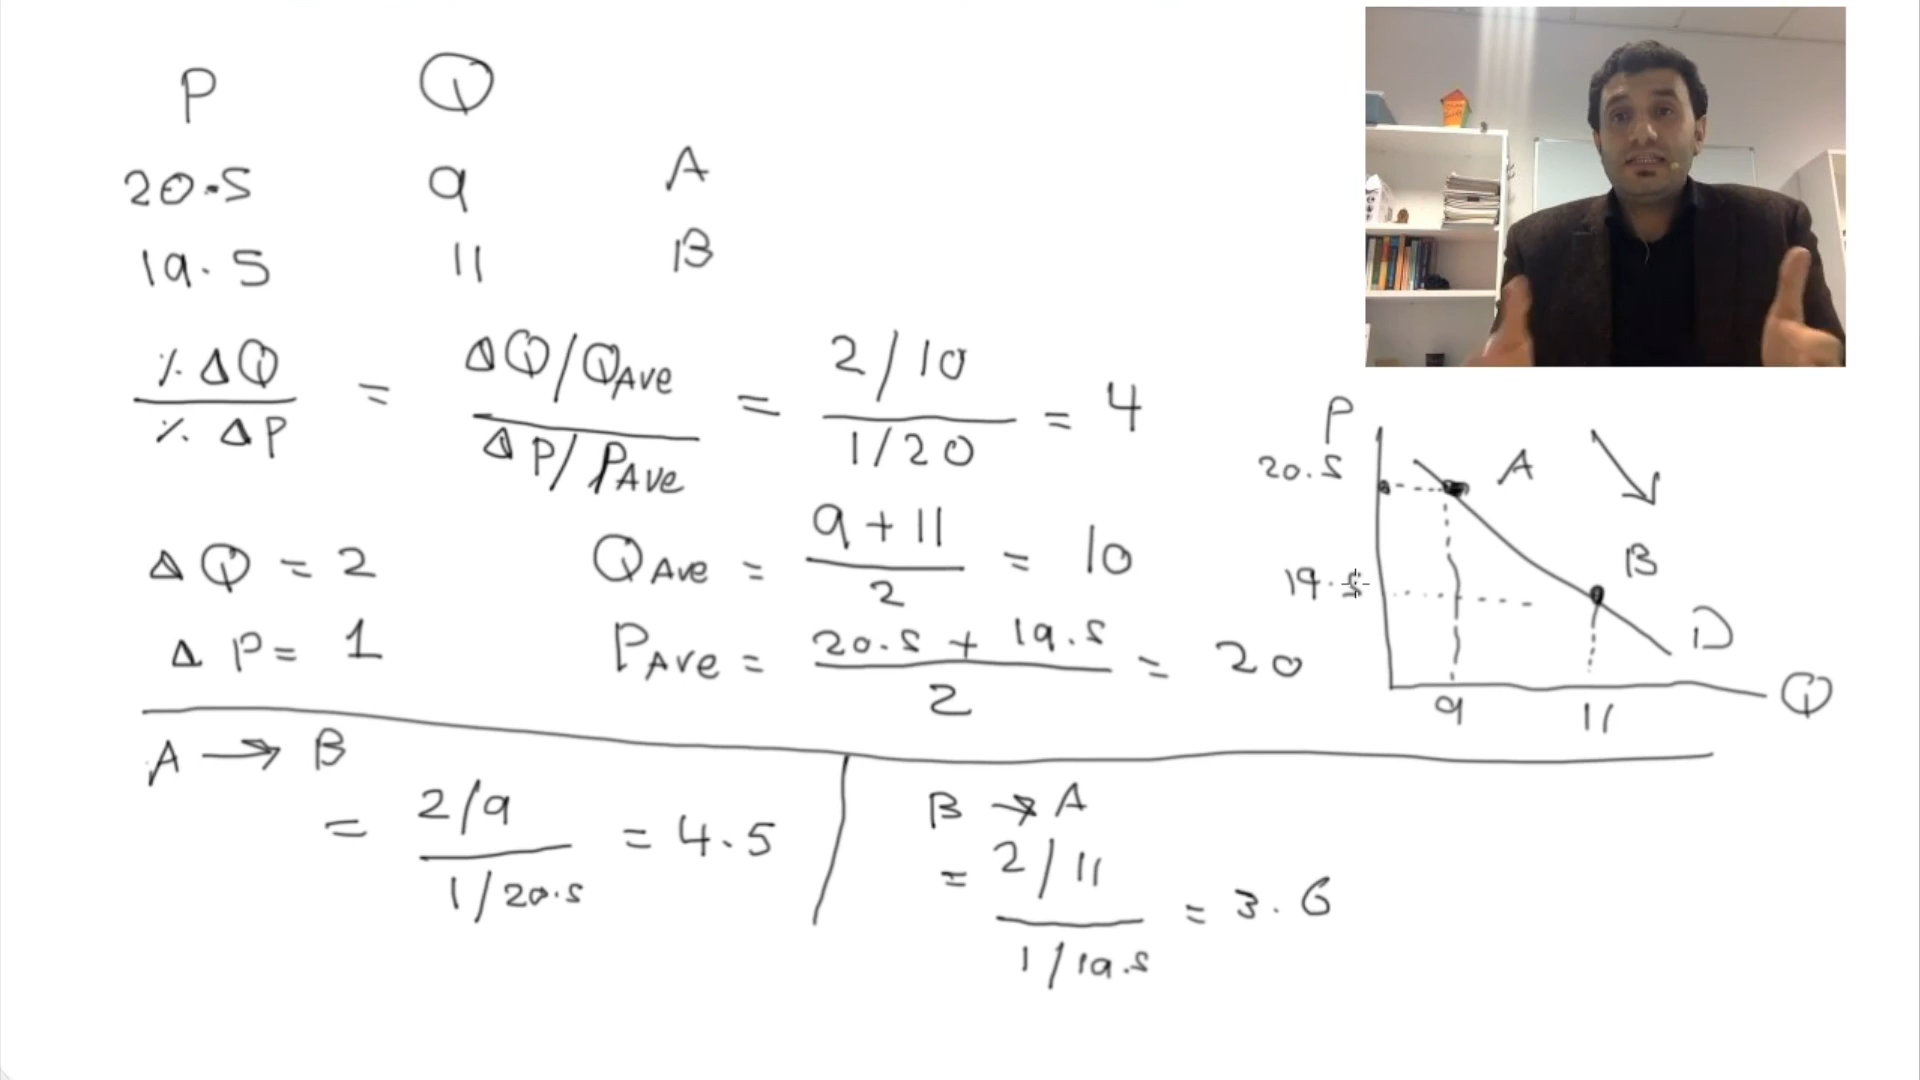 P Q
20.5 9 A
19.5 11 B
% ΔQ / % ΔP = ΔQ/QAve / ΔP/PAve = 2/10 / 1/20 = 4
ΔQ = 2 QAve = 9 + 11 / 2 = 10
ΔP = 1 PAve = 20.5 + 19.5 / 2 = 20
P
20.5 A
19.5 B
D
9 11 Q
A → B
= 2/9 / 1/20.5 = 4.5
B → A
= 2/11 / 1/19.5 = 3.6